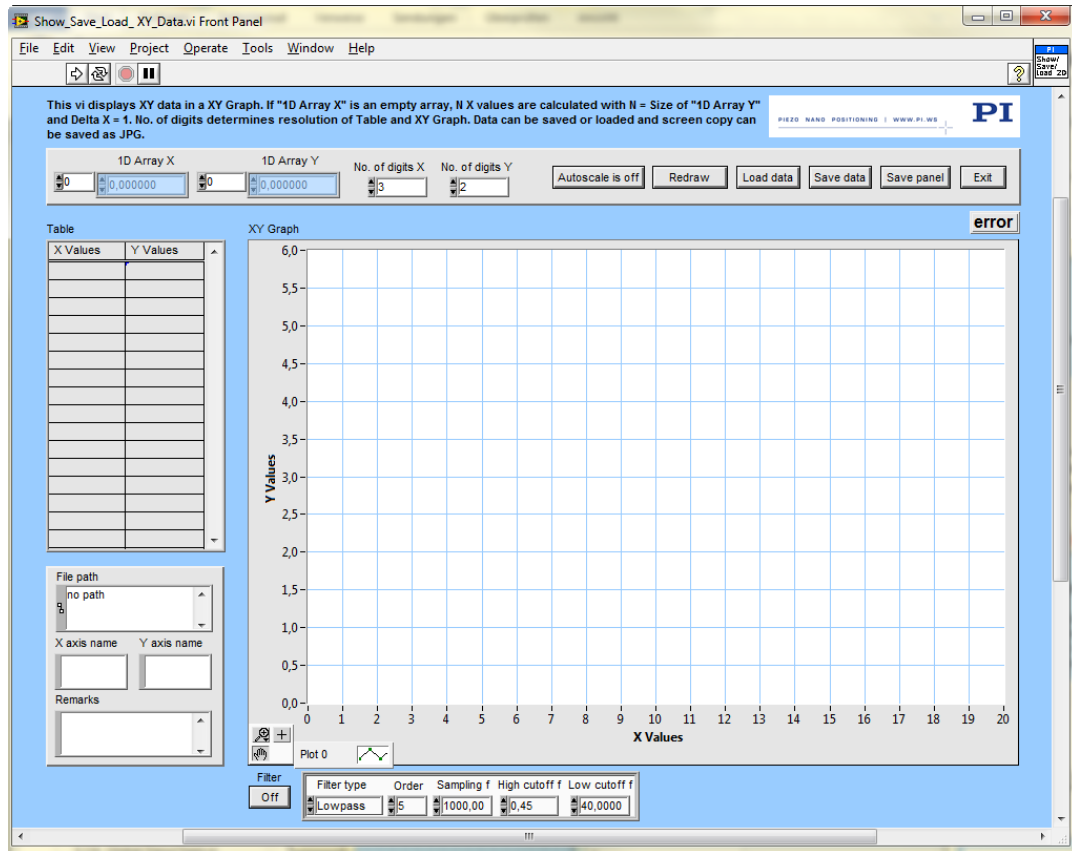 Show_Save_Load_ XY_Data.vi Front Panel
File Edit View Project Operate Tools Window Help
PI
Show/
Save/
Load 2D
This vi displays XY data in a XY Graph. If "1D Array X" is an empty array, N X values are calculated with N = Size of "1D Array Y"
and Delta X = 1. No. of digits determines resolution of Table and XY Graph. Data can be saved or loaded and screen copy can
be saved as JPG.
PIEZO NANO POSITIONING | WWW.PI.WS
PI
1D Array X 1D Array Y No. of digits X No. of digits Y
0 0,000000 0 0,000000 3 2
Autoscale is off Redraw Load data Save data Save panel Exit
error
Table XY Graph
X Values Y Values
6,0
5,5
5,0
4,5
4,0
3,5
3,0
2,5
2,0
1,5
1,0
0,5
0,0
Y Values
0 1 2 3 4 5 6 7 8 9 10 11 12 13 14 15 16 17 18 19 20
X Values
File path
no path
X axis name Y axis name
Remarks
Plot 0
Filter
Off
Filter type Order Sampling f High cutoff f Low cutoff f
Lowpass 5 1000,00 0,45 40,0000